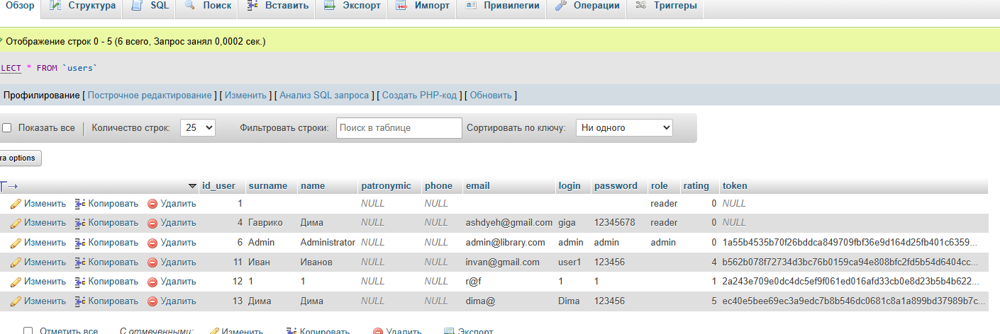 Обзор Структура SQL Поиск Вставить Экспорт Импорт Привилегии Операции Триггеры
Отображение строк 0 - 5 (6 всего, Запрос занял 0,0002 сек.)
LECT * FROM `users`
Профилирование [ Построчное редактирование ] [ Изменить ] [ Анализ SQL запроса ] [ Создать PHP-код ] [ Обновить ]
Показать все Количество строк: 25 Фильтровать строки: Поиск в таблице Сортировать по ключу: Ни одного
ra options
id_user surname name patronymic phone email login password role rating token
Изменить Копировать Удалить 1 NULL NULL reader 0 NULL
Изменить Копировать Удалить 4 Гаврико Дима NULL NULL ashdyeh@gmail.com giga 12345678 reader 0 NULL
Изменить Копировать Удалить 6 Admin Administrator NULL NULL admin@library.com admin admin admin 0 1a55b4535b70f26bddca849709fbf36e9d164d25fb401c6359...
Изменить Копировать Удалить 11 Иван Иванов NULL NULL invan@gmail.com user1 123456 4 b562b078f72734d3bc76b0159ca94e808bfc2fd5b54d6404cc...
Изменить Копировать Удалить 12 1 1 NULL NULL r@f 1 1 1 2a243e709e0dc4dc5ef9f061ed016afd33cb0e8d23b5b4b622...
Изменить Копировать Удалить 13 Дима Дима NULL NULL dima@ Dima 123456 5 ec40e5bee69ec3a9edc7b8b546dc0681c8a1a899bd37989b7c...
Отметить все С отмеченными: Изменить Копировать Удалить Экспорт